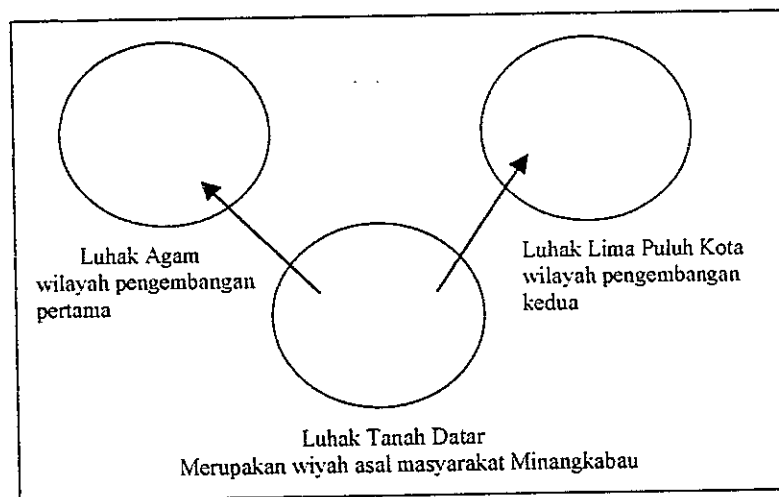 Luhak Agam
wilayah pengembangan
pertama
Luhak Lima Puluh Kota
wilayah pengembangan
kedua
Luhak Tanah Datar
Merupakan wiyah asal masyarakat Minangkabau